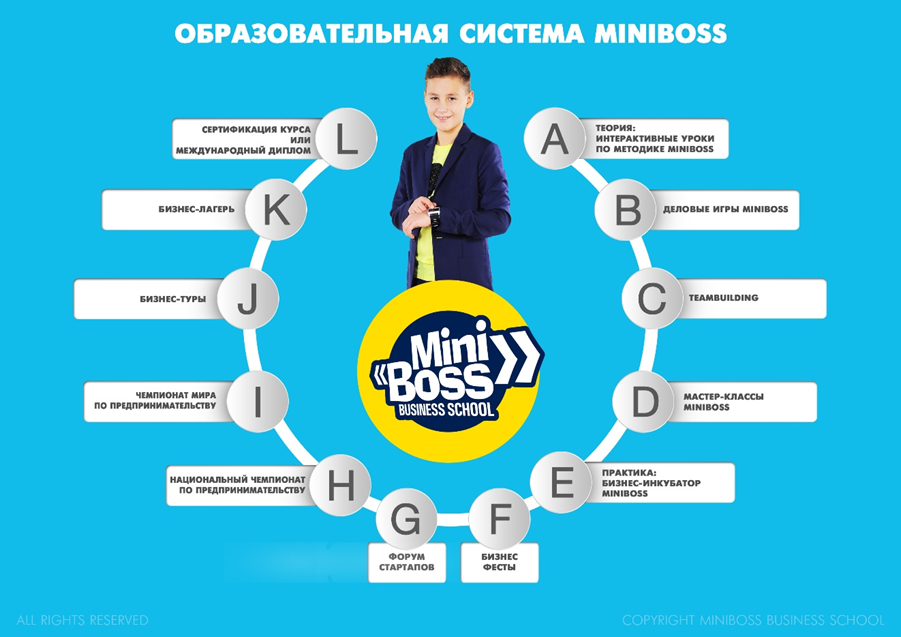 ОБРАЗОВАТЕЛЬНАЯ СИСТЕМА MINIBOSS
A
ТЕОРИЯ:
ИНТЕРАКТИВНЫЕ УРОКИ
ПО МЕТОДИКЕ MINIBOSS
B
ДЕЛОВЫЕ ИГРЫ MINIBOSS
C
TEAMBUILDING
D
МАСТЕР-КЛАССЫ
MINIBOSS
E
ПРАКТИКА:
БИЗНЕС-ИНКУБАТОР
MINIBOSS
F
БИЗНЕС
ФЕСТЫ
G
ФОРУМ
СТАРТАПОВ
H
НАЦИОНАЛЬНЫЙ ЧЕМПИОНАТ
ПО ПРЕДПРИНИМАТЕЛЬСТВУ
I
ЧЕМПИОНАТ МИРА
ПО ПРЕДПРИНИМАТЕЛЬСТВУ
J
БИЗНЕС-ТУРЫ
K
БИЗНЕС-ЛАГЕРЬ
L
СЕРТИФИКАЦИЯ КУРСА
ИЛИ
МЕЖДУНАРОДНЫЙ ДИПЛОМ
Mini
BOSS
BUSINESS SCHOOL
ALL RIGHTS RESERVED
COPYRIGHT MINIBOSS BUSINESS SCHOOL